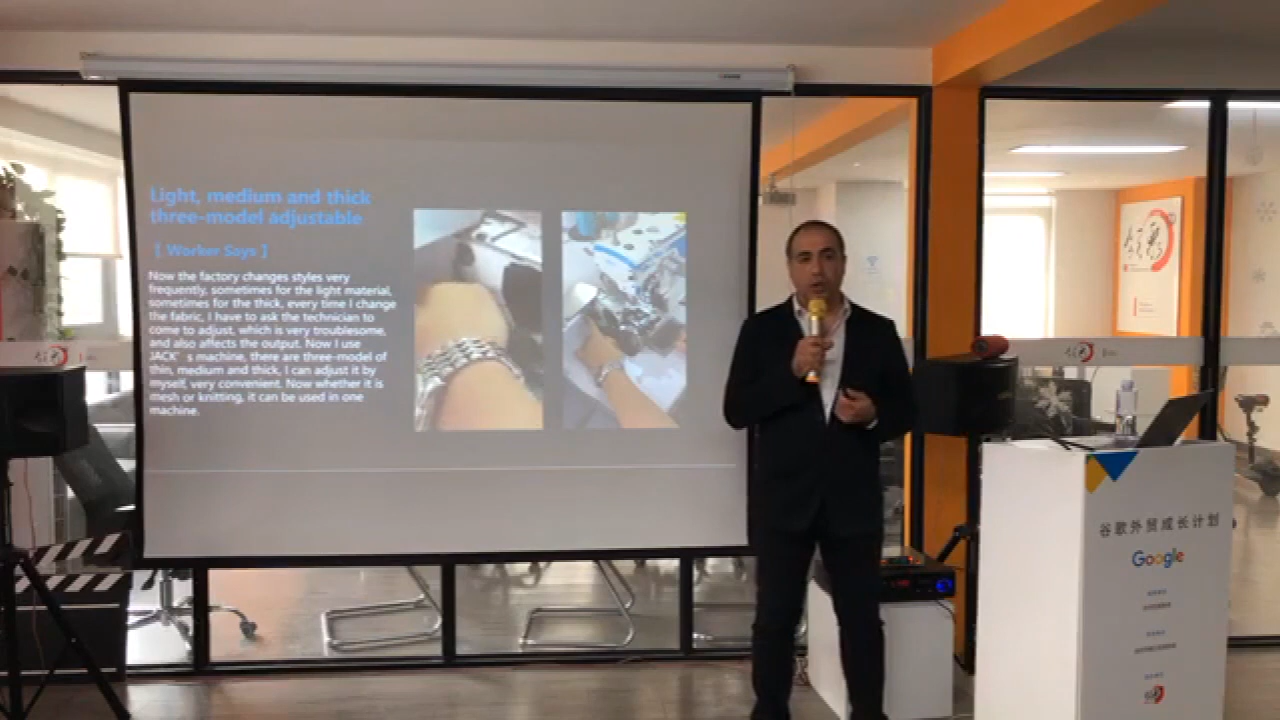 Light, medium and thick
three-model adjustable
【 Worker Says 】
Now the factory changes styles very
frequently, sometimes for the light material,
sometimes for the thick, every time I change
the fabric, I have to ask the technician to
come to adjust, which is very troublesome,
and also affects the output. Now I use
JACK' s machine, there are three-model of
thin, medium and thick, I can adjust it by
myself, very convenient. Now whether it is
mesh or knitting, it can be used in one
machine.
谷歌外贸成长计划
Google